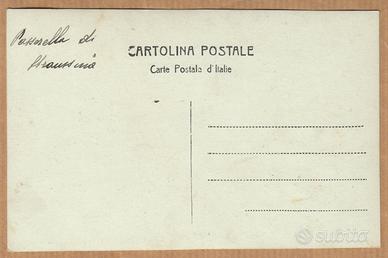 Passerella di
CARTOLINA POSTALE
Carte Postale d'Italie
subito